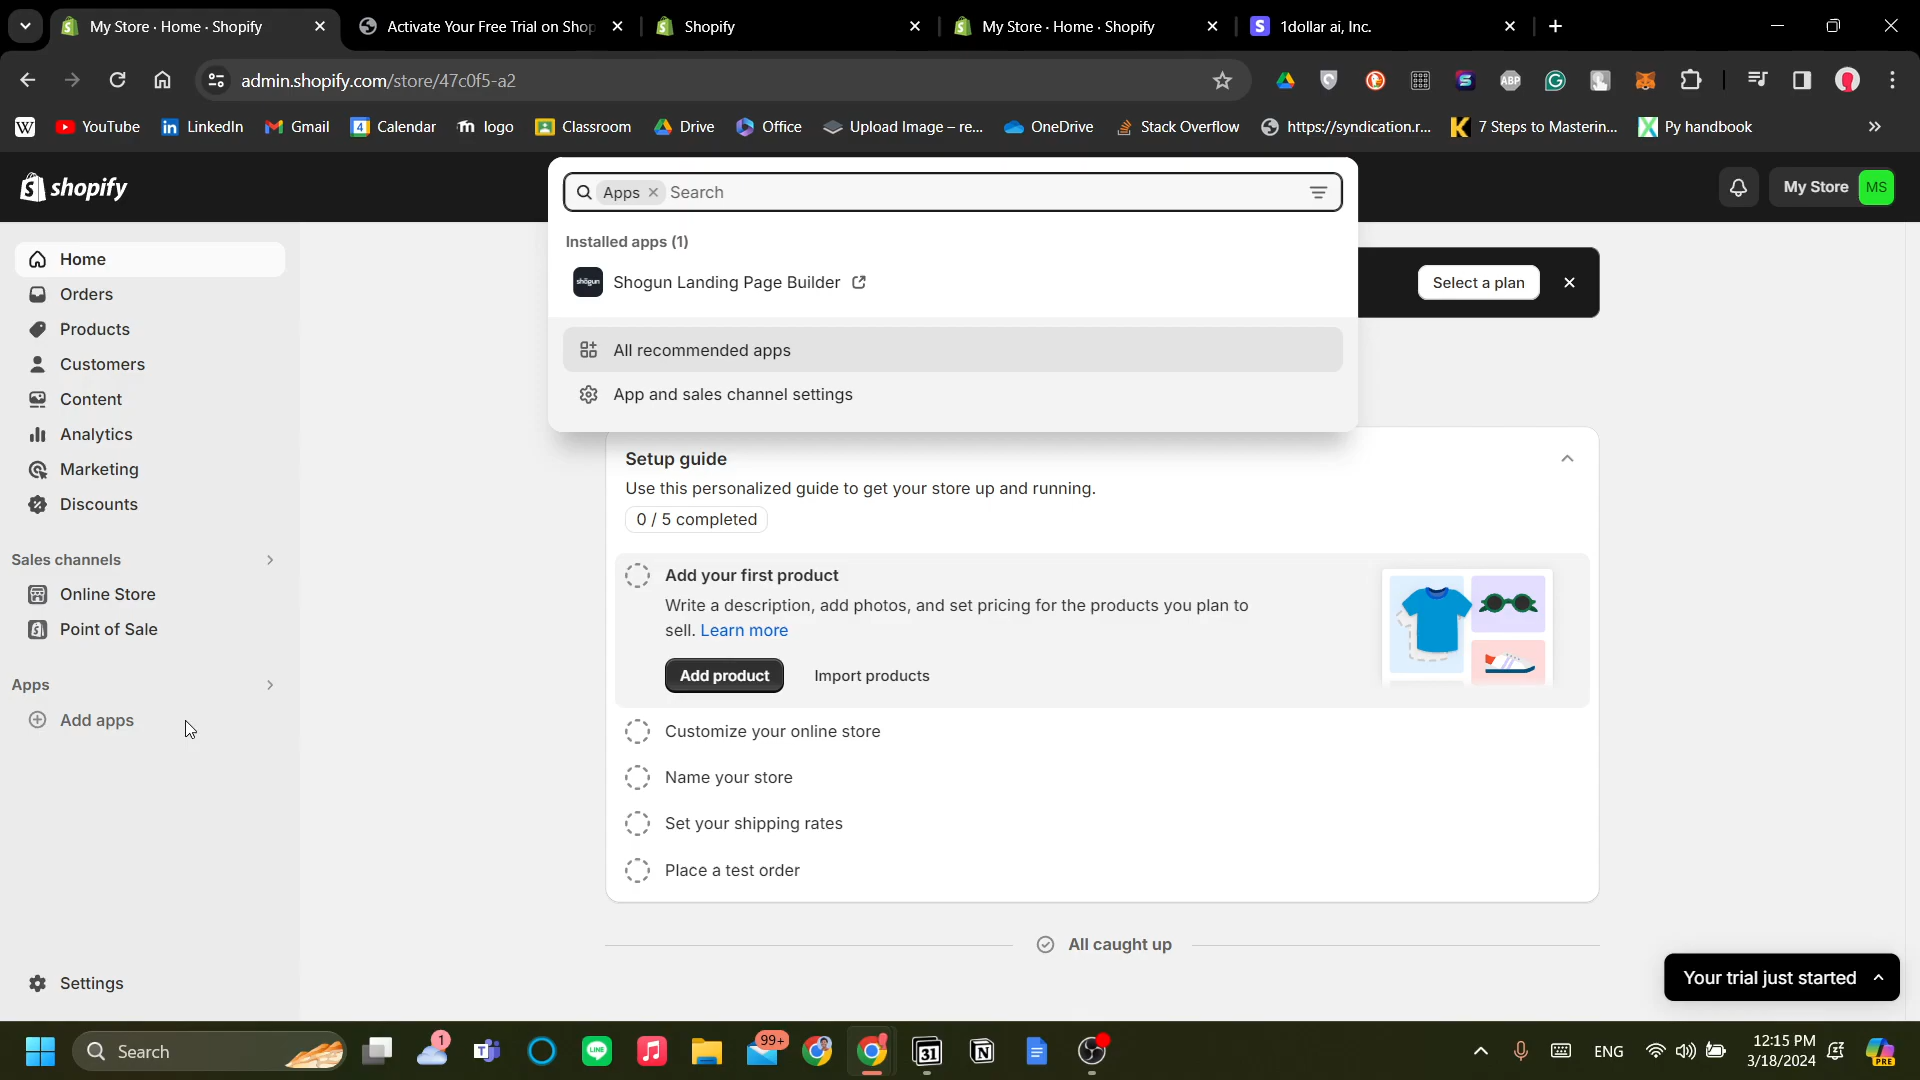 My Store · Home · Shopify
Activate Your Free Trial on Shop
Shopify
My Store · Home · Shopify
1dollar ai, Inc.
admin.shopify.com/store/47c0f5-a2
YouTube
LinkedIn
Gmail
Calendar
logo
Classroom
Drive
Office
Upload Image – re...
OneDrive
Stack Overflow
https://syndication.r...
7 Steps to Masterin...
Py handbook
shopify
Apps
Search
My Store
MS
Installed apps (1)
shogun
Shogun Landing Page Builder
All recommended apps
App and sales channel settings
Select a plan
Home
Orders
Products
Customers
Content
Analytics
Marketing
Discounts
Sales channels
Online Store
Point of Sale
Apps
Add apps
Settings
Setup guide
Use this personalized guide to get your store up and running.
0 / 5 completed
Add your first product
Write a description, add photos, and set pricing for the products you plan to
sell. Learn more
Add product
Import products
Customize your online store
Name your store
Set your shipping rates
Place a test order
All caught up
Your trial just started
Search
1
99+
31
ENG
12:15 PM
3/18/2024
PRE